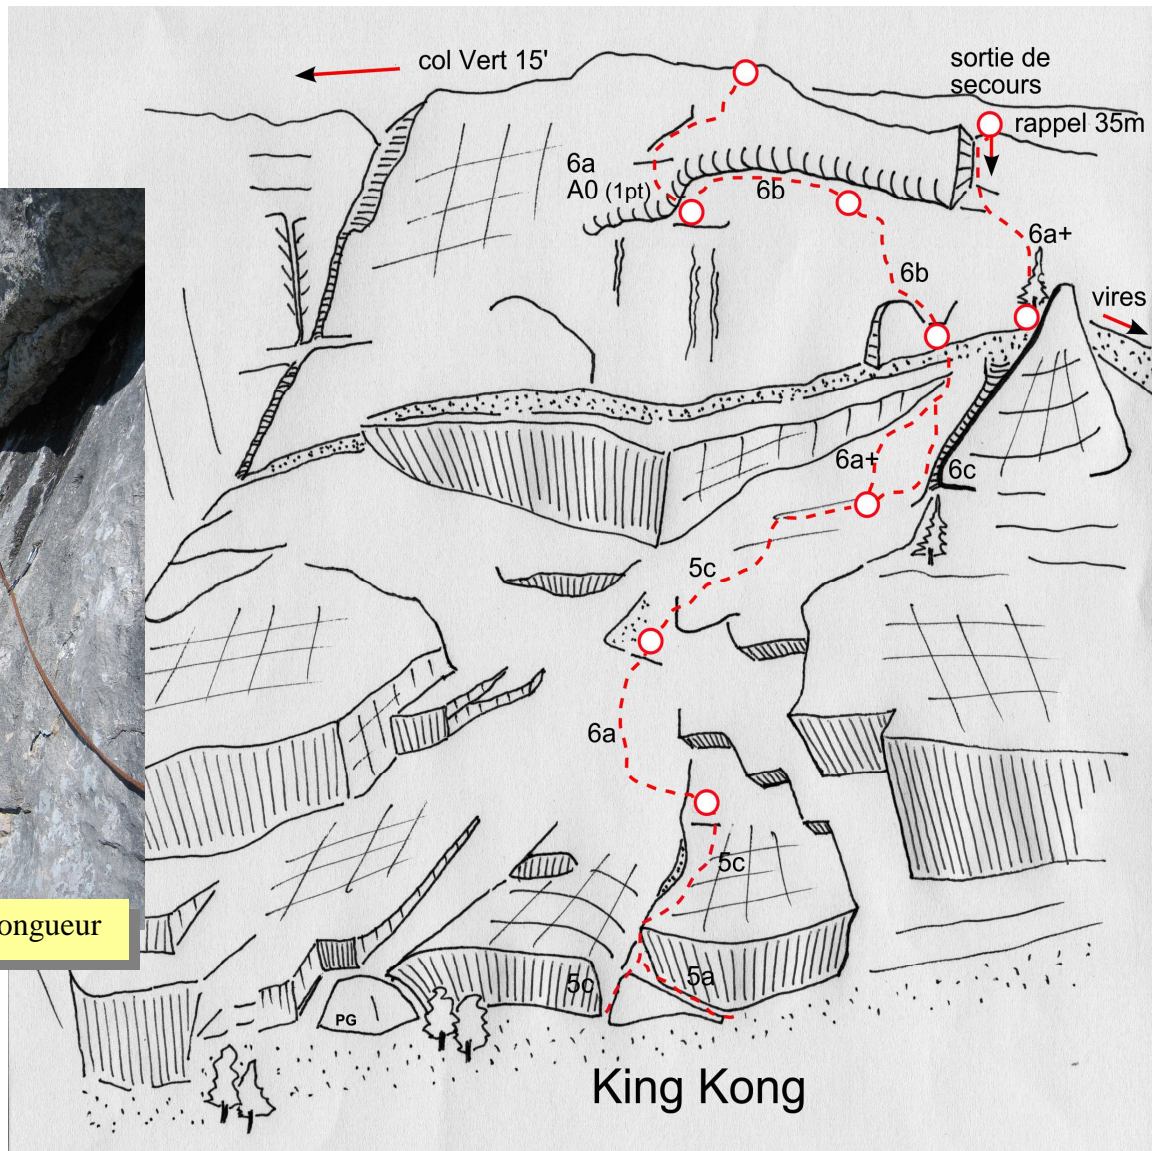 col Vert 15'
sortie de
secours
rappel 35m
6a
A0 (1pt)
6b
6a+
6b
vires
6a+
6c
5c
6a
5c
5c
5a
PG
ongueur
King Kong